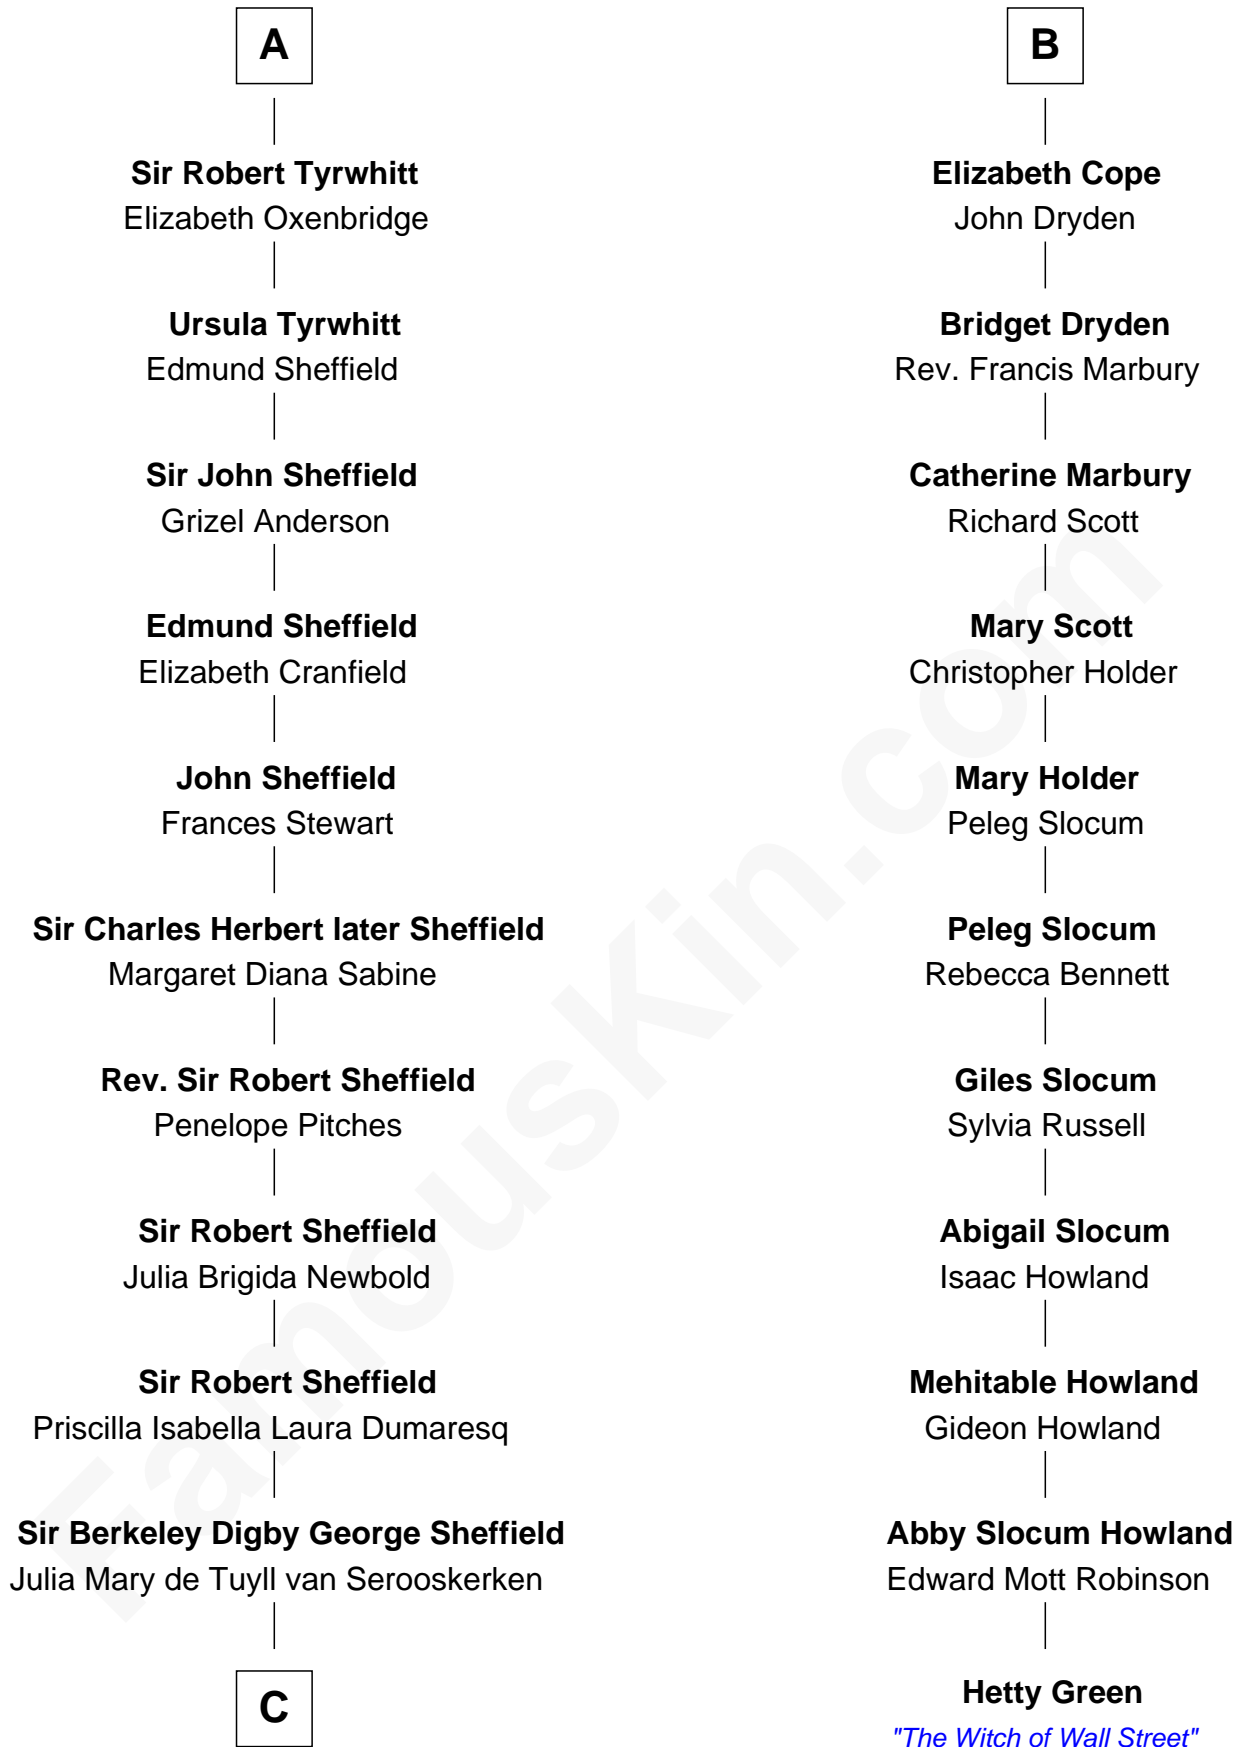 A
Sir Robert Tyrwhitt
Elizabeth Oxenbridge
Ursula Tyrwhitt
Edmund Sheffield
Sir John Sheffield
Grizel Anderson
Edmund Sheffield
Elizabeth Cranfield
John Sheffield
Frances Stewart
Sir Charles Herbert later Sheffield
Margaret Diana Sabine
Rev. Sir Robert Sheffield
Penelope Pitches
Sir Robert Sheffield
Julia Brigida Newbold
Sir Robert Sheffield
Priscilla Isabella Laura Dumaresq
Sir Berkeley Digby George Sheffield
Julia Mary de Tuyll van Serooskerken
C
B
Elizabeth Cope
John Dryden
Bridget Dryden
Rev. Francis Marbury
Catherine Marbury
Richard Scott
Mary Scott
Christopher Holder
Mary Holder
Peleg Slocum
Peleg Slocum
Rebecca Bennett
Giles Slocum
Sylvia Russell
Abigail Slocum
Isaac Howland
Mehitable Howland
Gideon Howland
Abby Slocum Howland
Edward Mott Robinson
Hetty Green
"The Witch of Wall Street"
FamousKin.com